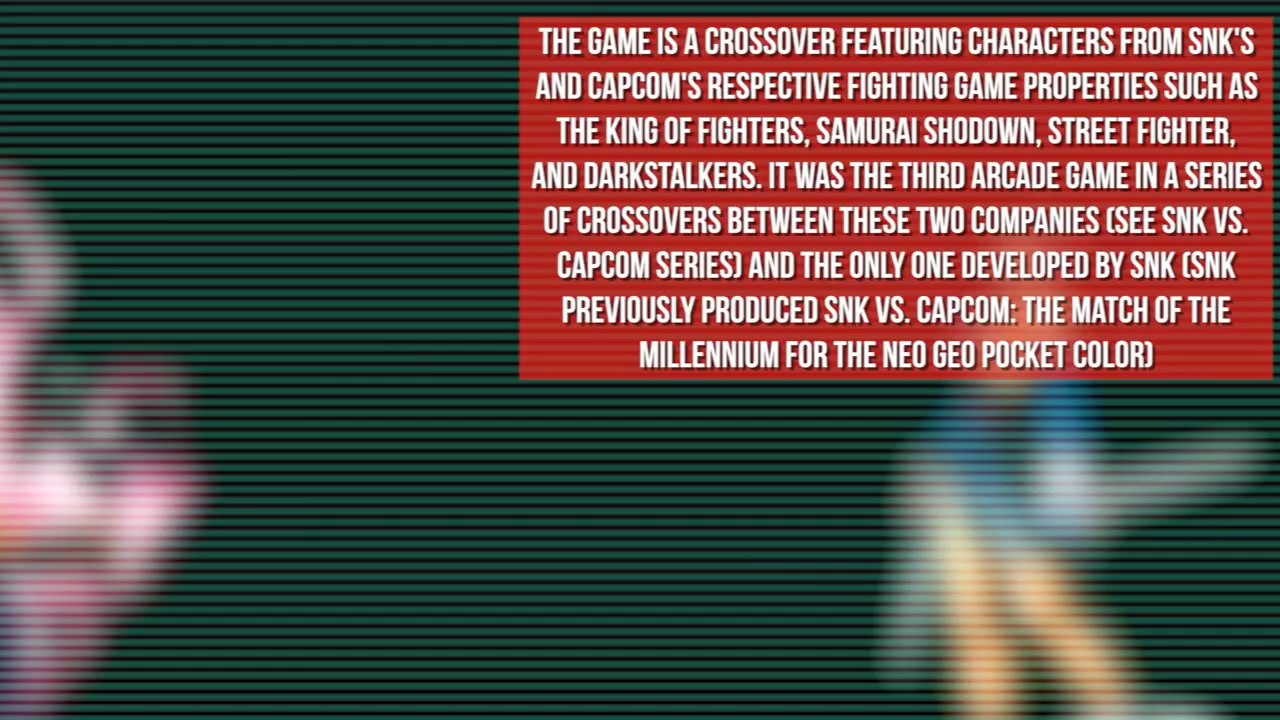 THE GAME IS A CROSSOVER FEATURING CHARACTERS FROM SNK'S
AND CAPCOM'S RESPECTIVE FIGHTING GAME PROPERTIES SUCH AS
THE KING OF FIGHTERS, SAMURAI SHODOWN, STREET FIGHTER,
AND DARKSTALKERS. IT WAS THE THIRD ARCADE GAME IN A SERIES
OF CROSSOVERS BETWEEN THESE TWO COMPANIES (SEE SNK VS.
CAPCOM SERIES) AND THE ONLY ONE DEVELOPED BY SNK (SNK
PREVIOUSLY PRODUCED SNK VS. CAPCOM: THE MATCH OF THE
MILLENNIUM FOR THE NEO GEO POCKET COLOR)